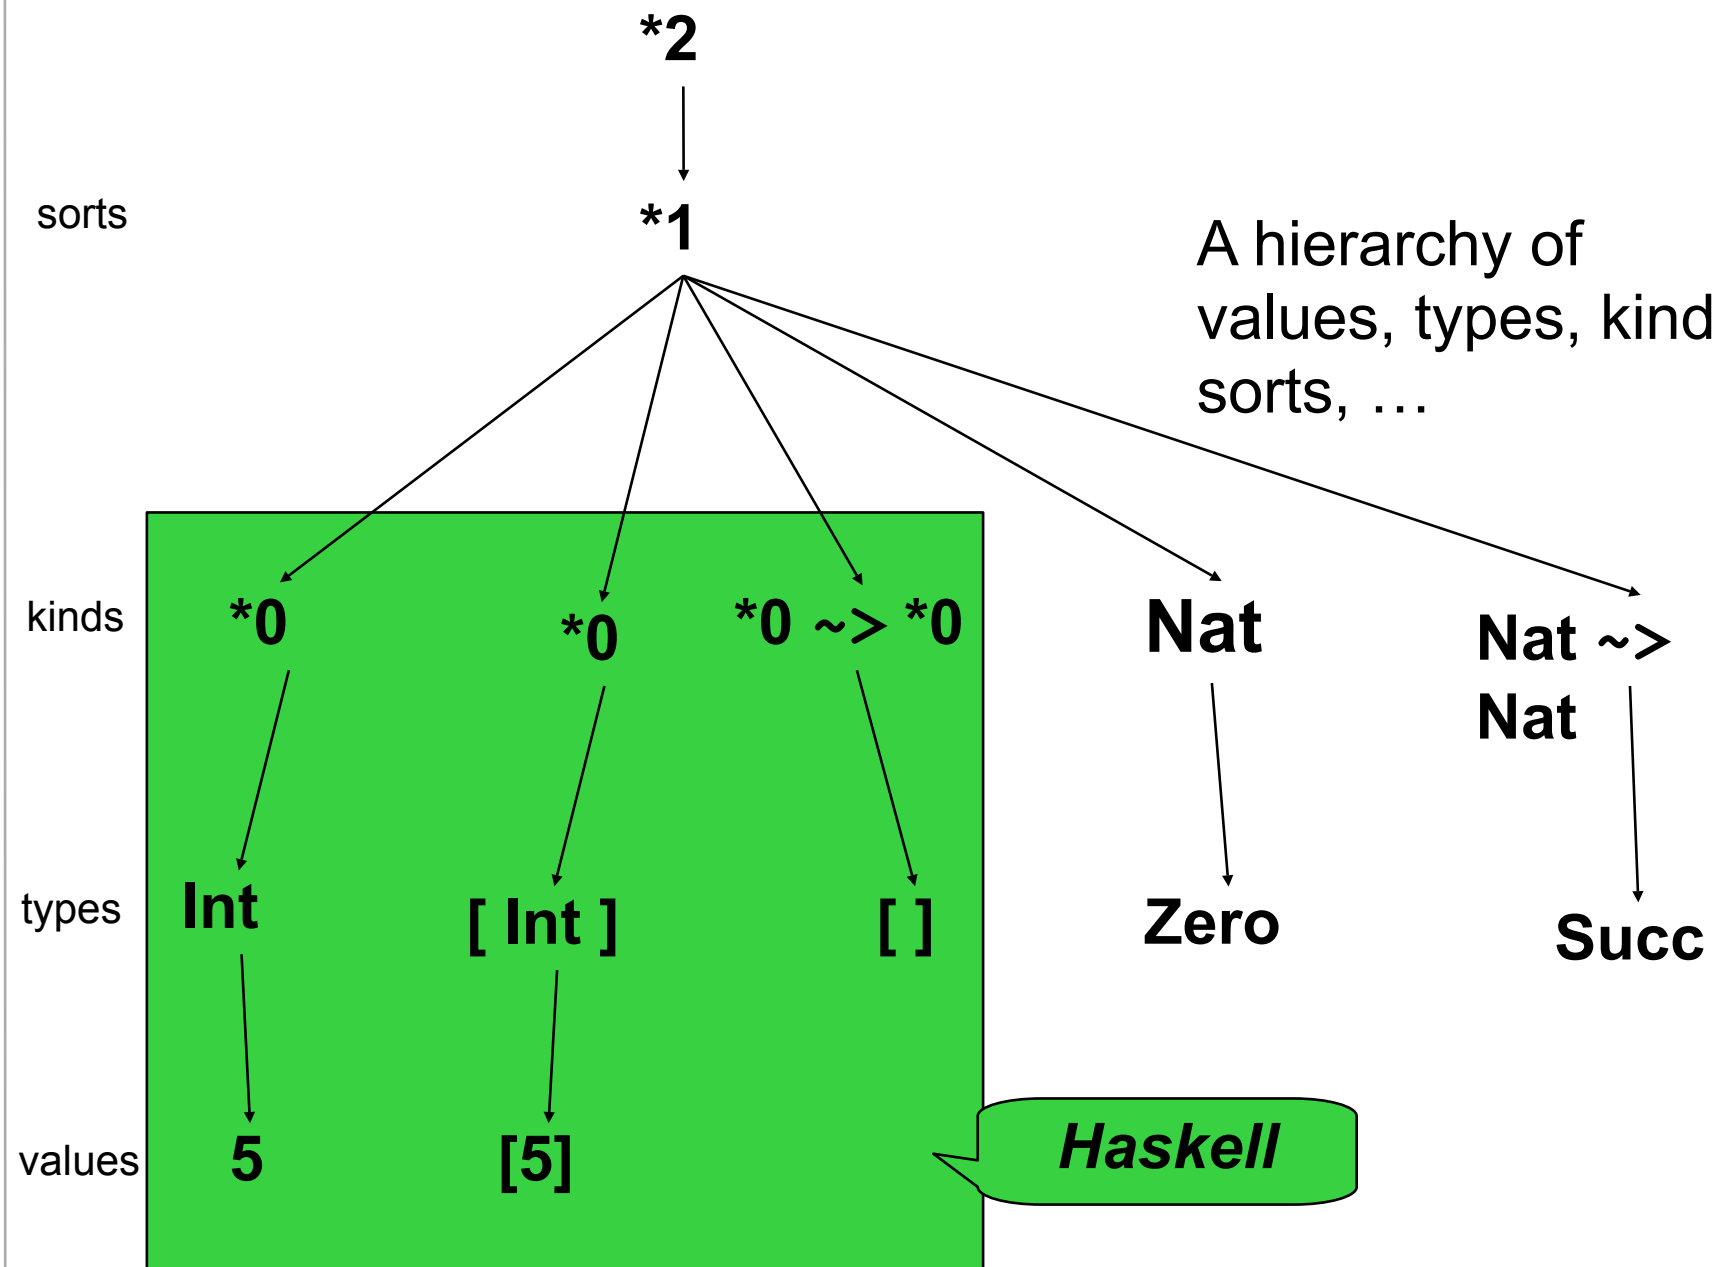 *2
sorts
*1
A hierarchy of
values, types, kind
sorts, …
kinds
*0
*0
*0 ~> *0
Nat
Nat ~>
Nat
types
Int
[ Int ]
[ ]
Zero
Succ
values
5
[5]
Haskell